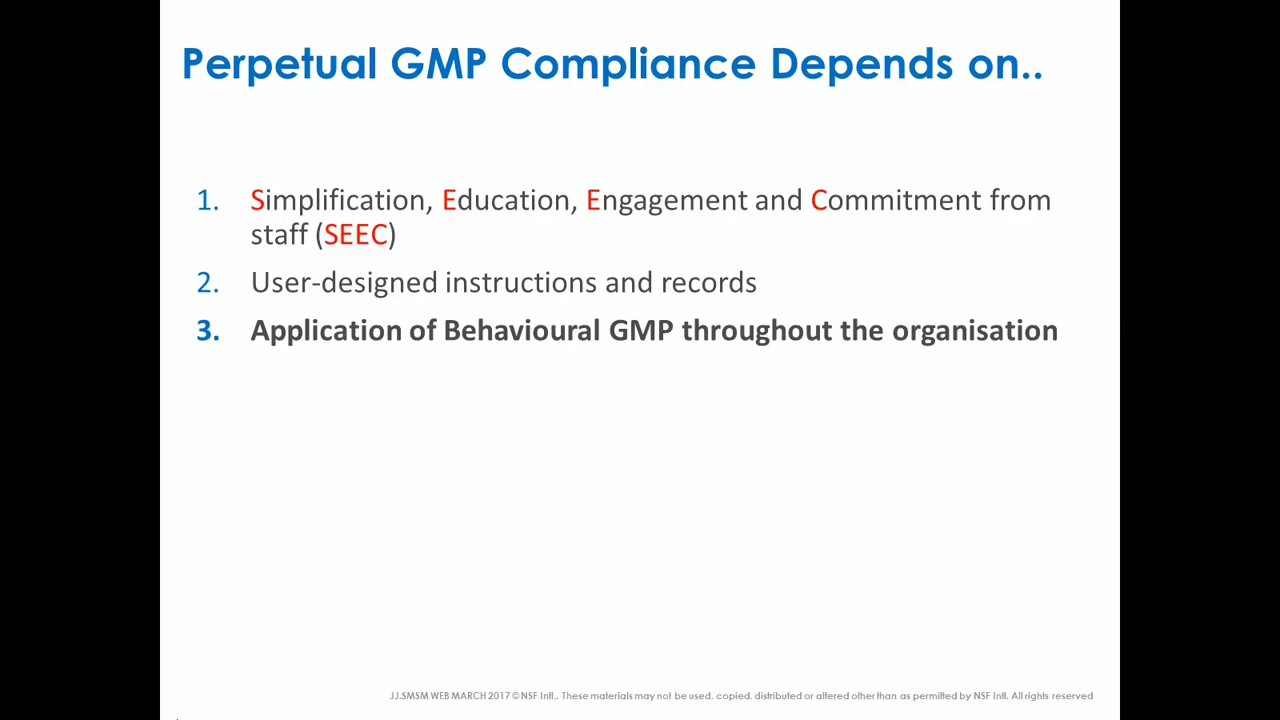 Perpetual GMP Compliance Depends on..
1. Simplification, Education, Engagement and Commitment from
staff (SEEC)
2. User-designed instructions and records
3. Application of Behavioural GMP throughout the organisation
JJ.SMSM WEB MARCH 2017 © NSF Intl.. These materials may not be used, copied, distributed or altered other than as permitted by NSF Intl. All rights reserved